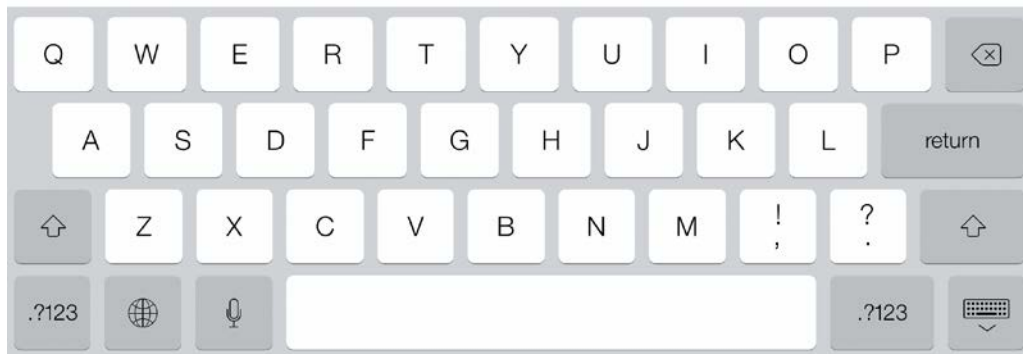 Q W E R T Y U I O P
A S D F G H J K L return
Z X C V B N M ! , ? .
.?123 .?123